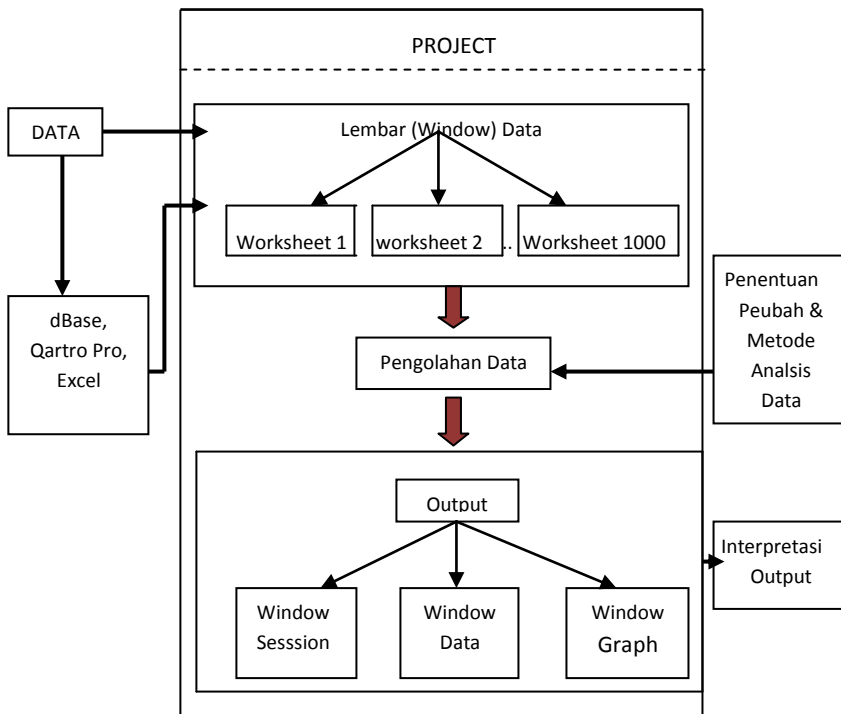 PROJECT
DATA
Lembar (Window) Data
Worksheet 1
worksheet 2
..
Worksheet 1000
dBase,
Qartro Pro,
Excel
Penentuan
Peubah &
Metode
Analsis
Data
Pengolahan Data
Output
Window
Sesssion
Window
Data
Window
Graph
Interpretasi
Output